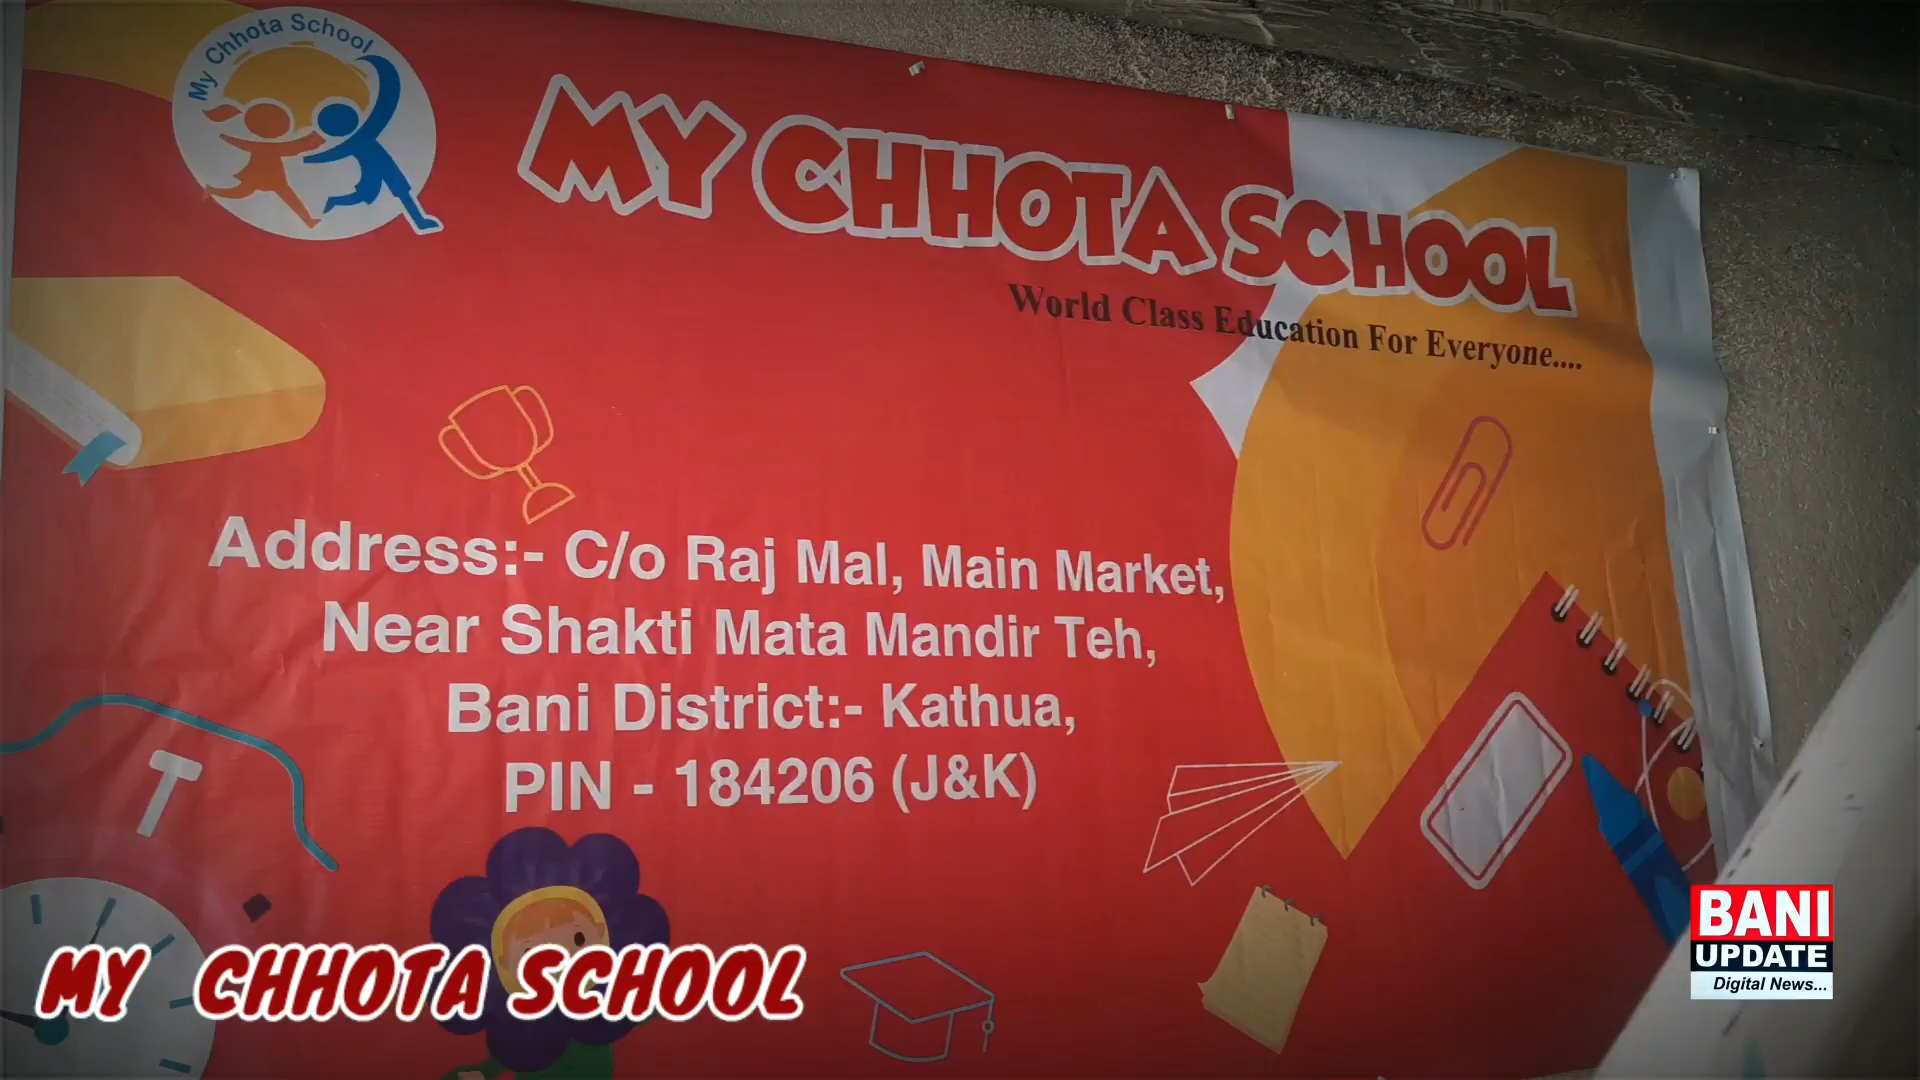 My Chhota School
MY CHHOTA SCHOOL
World Class Education For Everyone....
Address:- C/o Raj Mal, Main Market,
Near Shakti Mata Mandir Teh,
Bani District:- Kathua,
PIN - 184206 (J&K)
T
MY CHHOTA SCHOOL
BANI
UPDATE
Digital News...